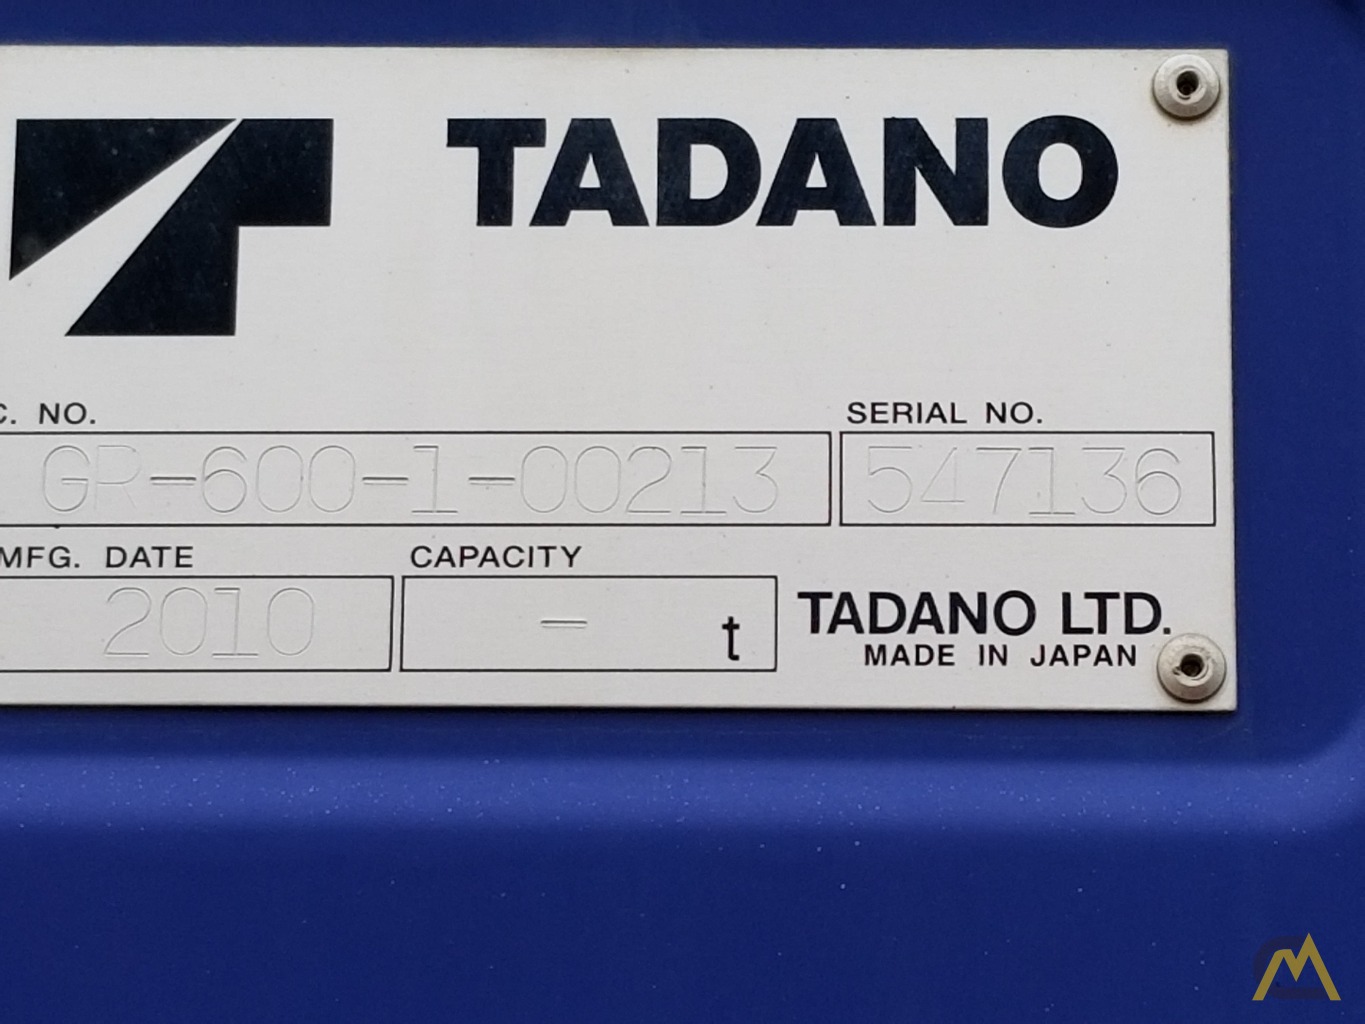 TADANO
C. NO.
SERIAL NO.
GR-600-1-00213
547136
MFG. DATE
CAPACITY
2010
- t
TADANO LTD.
MADE IN JAPAN